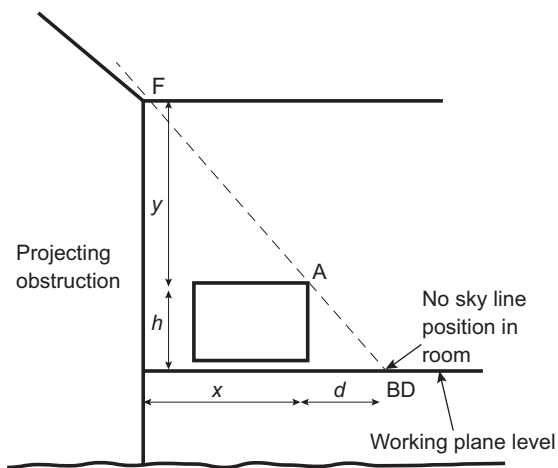 F
y
Projecting
obstruction
A
h
No sky line
position in
room
x
d
BD
Working plane level